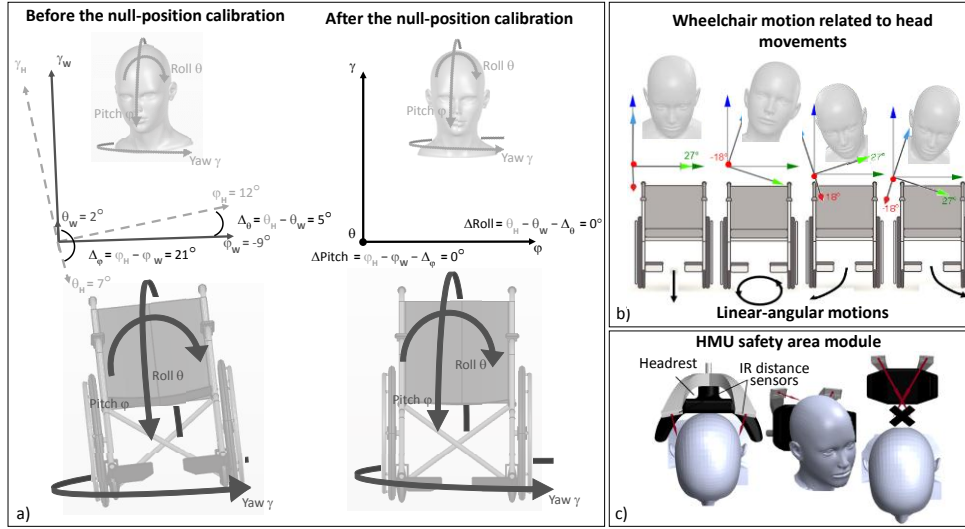 Before the null-position calibration
After the null-position calibration
γH
γW
Roll θ
Pitch φ
Yaw γ
θW = 2°
φH = 12°
Δθ = θH − θW = 5°
φW = -9°
Δφ = φH − φW = 21°
θH = 7°
Roll θ
Pitch φ
Yaw γ
a)
γ
Roll θ
Pitch φ
Yaw γ
ΔRoll = θH − θW − Δθ = 0°
θ
φ
ΔPitch = φH − φW − Δφ = 0°
Roll θ
Pitch φ
Yaw γ
Wheelchair motion related to head
movements
27°
-18°
27°
-18°
-18°
27°
b)
Linear-angular motions
HMU safety area module
Headrest
IR distance
sensors
c)